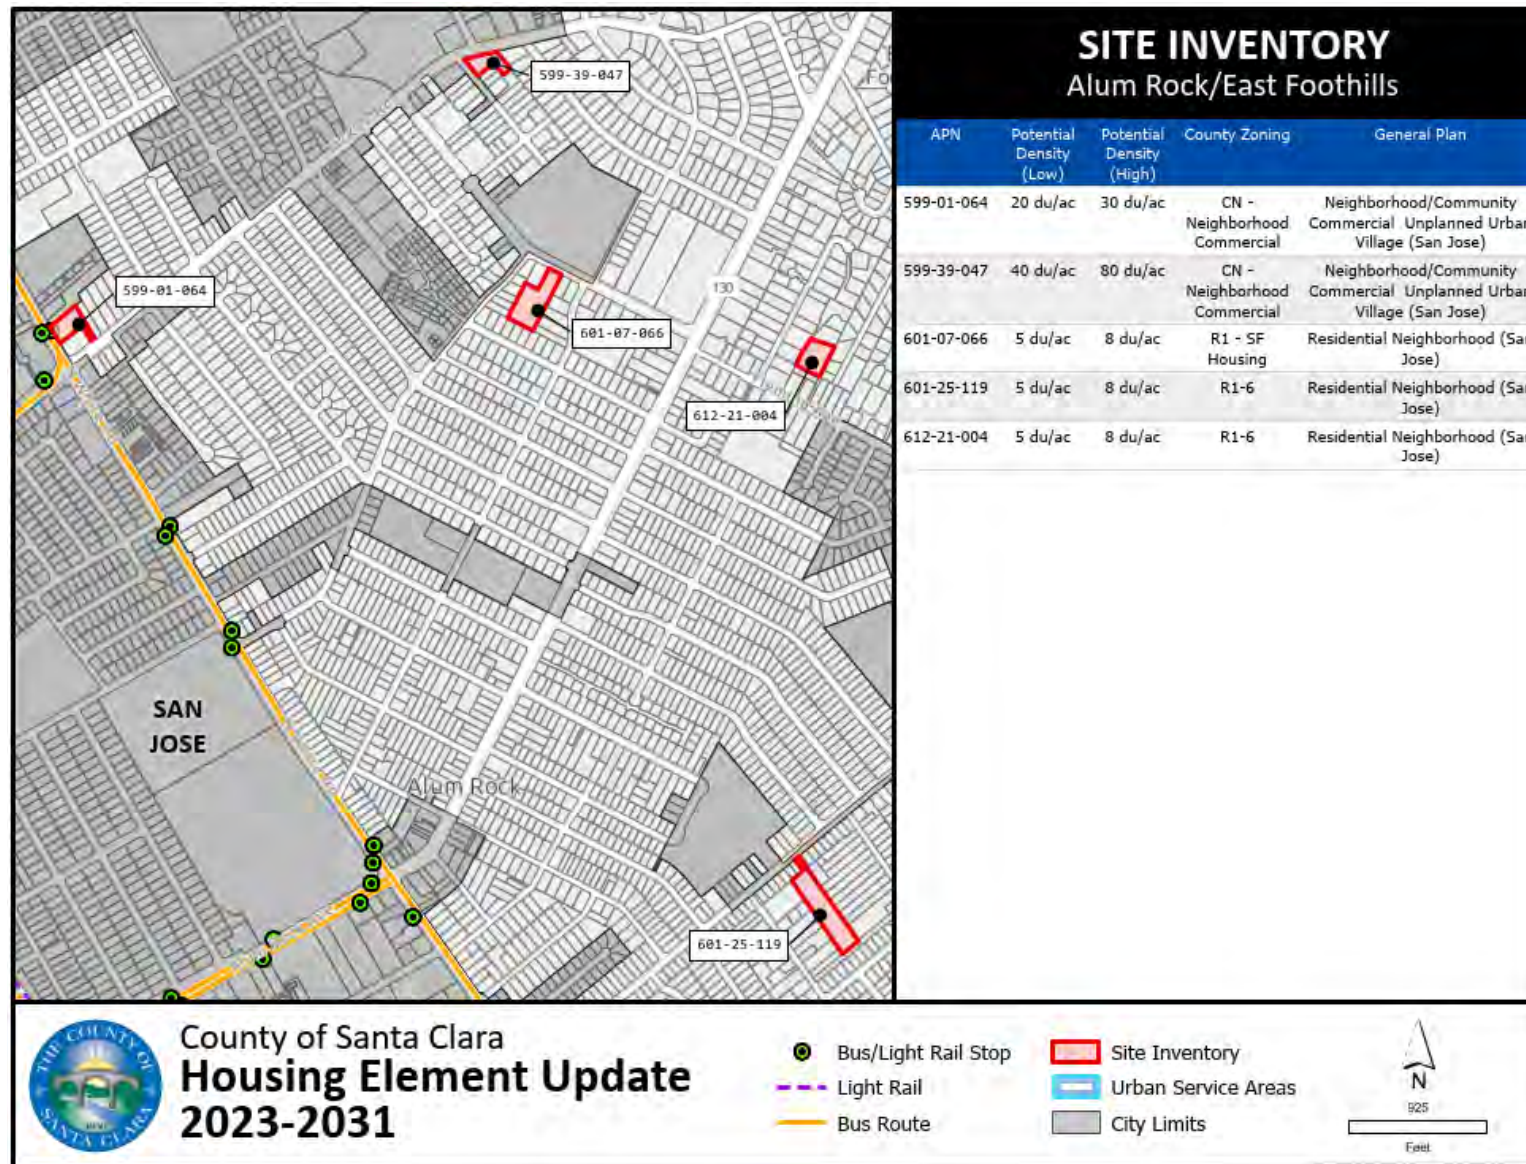 SITE INVENTORY
Alum Rock/East Foothills
APN
Potential
Density
(Low)
Potential
Density
(High)
County Zoning
General Plan
599-01-064
20 du/ac
30 du/ac
CN -
Neighborhood
Commercial
Neighborhood/Community
Commercial Unplanned Urban
Village (San Jose)
599-39-047
40 du/ac
80 du/ac
CN -
Neighborhood
Commercial
Neighborhood/Community
Commercial Unplanned Urban
Village (San Jose)
601-07-066
5 du/ac
8 du/ac
R1 - SF
Housing
Residential Neighborhood (San
Jose)
601-25-119
5 du/ac
8 du/ac
R1-6
Residential Neighborhood (San
Jose)
612-21-004
5 du/ac
8 du/ac
R1-6
Residential Neighborhood (San
Jose)
599-39-047
599-01-064
130
601-07-066
612-21-004
SAN
JOSE
Alum Rock
601-25-119
THE COUNTY OF
SANTA CLARA
County of Santa Clara
Housing Element Update
2023-2031
Bus/Light Rail Stop
Light Rail
Bus Route
Site Inventory
Urban Service Areas
City Limits
N
925
Feet